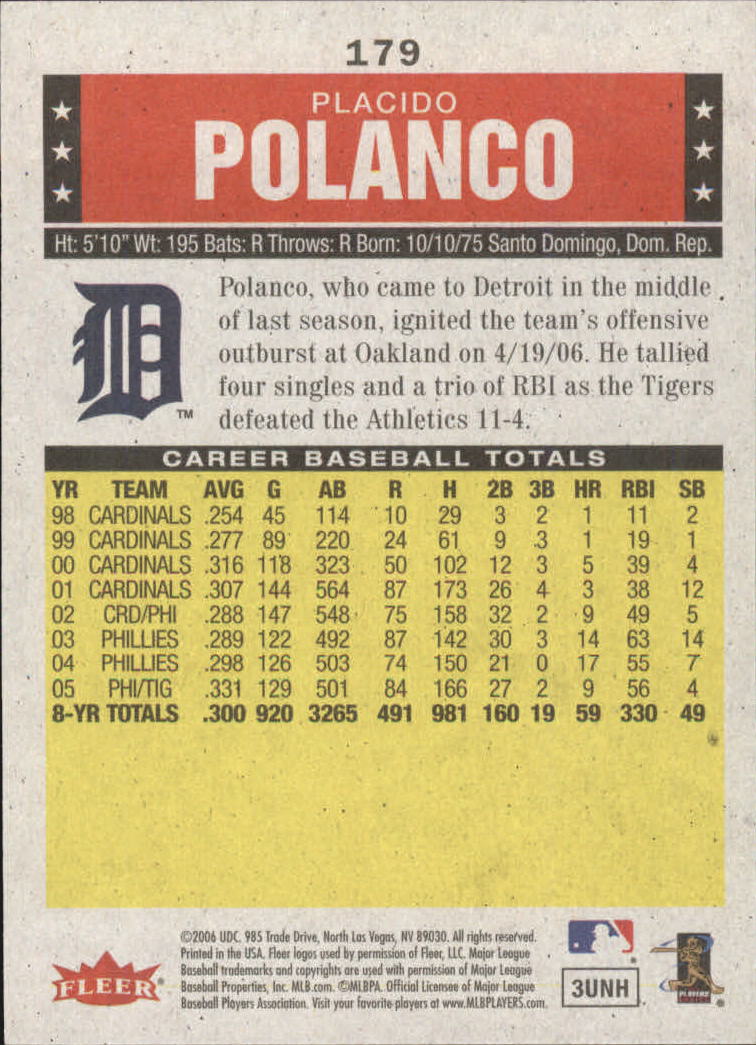 179
PLACIDO
POLANCO
Ht: 5'10" Wt: 195 Bats: R Throws: R Born: 10/10/75 Santo Domingo, Dom. Rep.
Polanco, who came to Detroit in the middle
of last season, ignited the team's offensive
outburst at Oakland on 4/19/06. He tallied
four singles and a trio of RBI as the Tigers
defeated the Athletics 11-4.
D
TM
CAREER BASEBALL TOTALS
YR TEAM AVG G AB R H 2B 3B HR RBI SB
98 CARDINALS .254 45 114 10 29 3 2 1 11 2
99 CARDINALS .277 89 220 24 61 9 3 1 19 1
00 CARDINALS .316 118 323 50 102 12 3 5 39 4
01 CARDINALS .307 144 564 87 173 26 4 3 38 12
02 CRD/PHI .288 147 548 75 158 32 2 9 49 5
03 PHILLIES .289 122 492 87 142 30 3 14 63 14
04 PHILLIES .298 126 503 74 150 21 0 17 55 7
05 PHI/TIG .331 129 501 84 166 27 2 9 56 4
8-YR TOTALS .300 920 3265 491 981 160 19 59 330 49
FLEER®
©2006 UDC. 985 Trade Drive, North Las Vegas, NV 89030. All rights reserved.
Printed in the USA. Fleer logos used by permission of Fleer, LLC. Major League
Baseball trademarks and copyrights are used with permission of Major League
Baseball Properties, Inc. MLB.com. ©MLBPA. Official Licensee of Major League
Baseball Players Association. Visit your favorite players at www.MLBPLAYERS.com.
3UNH
PLAYERS